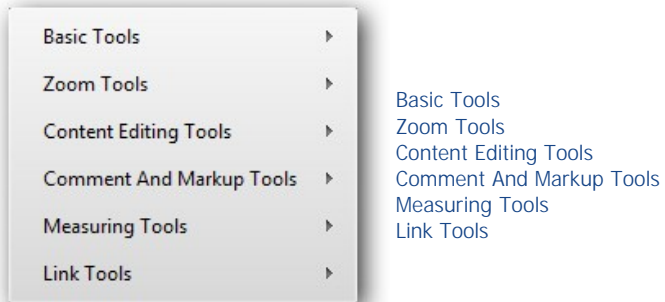 Basic Tools
Zoom Tools
Content Editing Tools
Comment And Markup Tools
Measuring Tools
Link Tools
Basic Tools
Zoom Tools
Content Editing Tools
Comment And Markup Tools
Measuring Tools
Link Tools